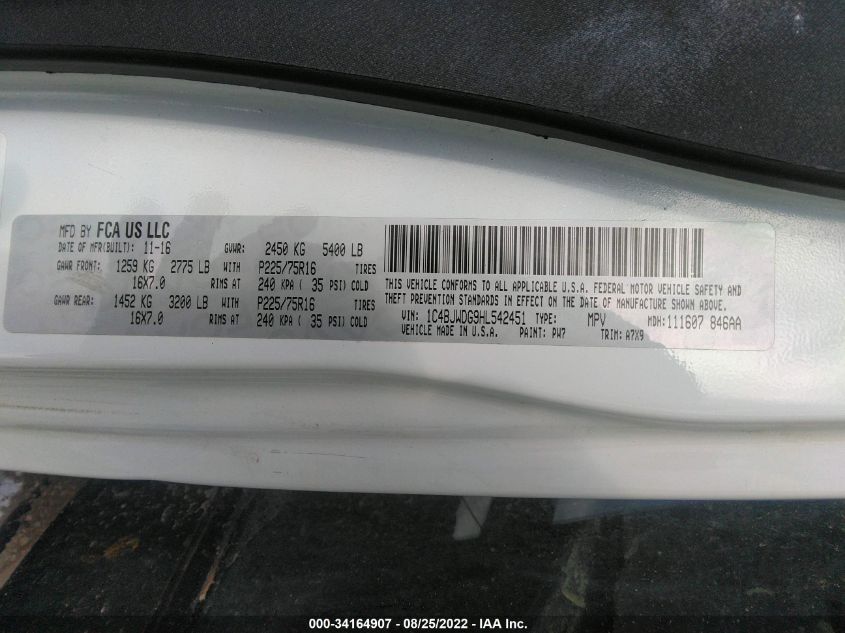 MFD BY FCA US LLC
DATE OF MFR(BUILT): 11-16 GVWR: 2450 KG 5400 LB
GAWR FRONT: 1259 KG 2775 LB WITH P225/75R16 TIRES
16X7.0 RIMS AT 240 KPA ( 35 PSI) COLD
GAWR REAR: 1452 KG 3200 LB WITH P225/75R16 TIRES
16X7.0 RIMS AT 240 KPA ( 35 PSI) COLD
THIS VEHICLE CONFORMS TO ALL APPLICABLE U.S.A. FEDERAL MOTOR VEHICLE SAFETY AND
THEFT PREVENTION STANDARDS IN EFFECT ON THE DATE OF MANUFACTURE SHOWN ABOVE.
VIN: 1C4BJWDG9HL542451 TYPE: MPV MDH: 111607 846AA
VEHICLE MADE IN U.S.A. PAINT: PW7 TRIM: A7X9
000-34164907 - 08/25/2022 - IAA Inc.